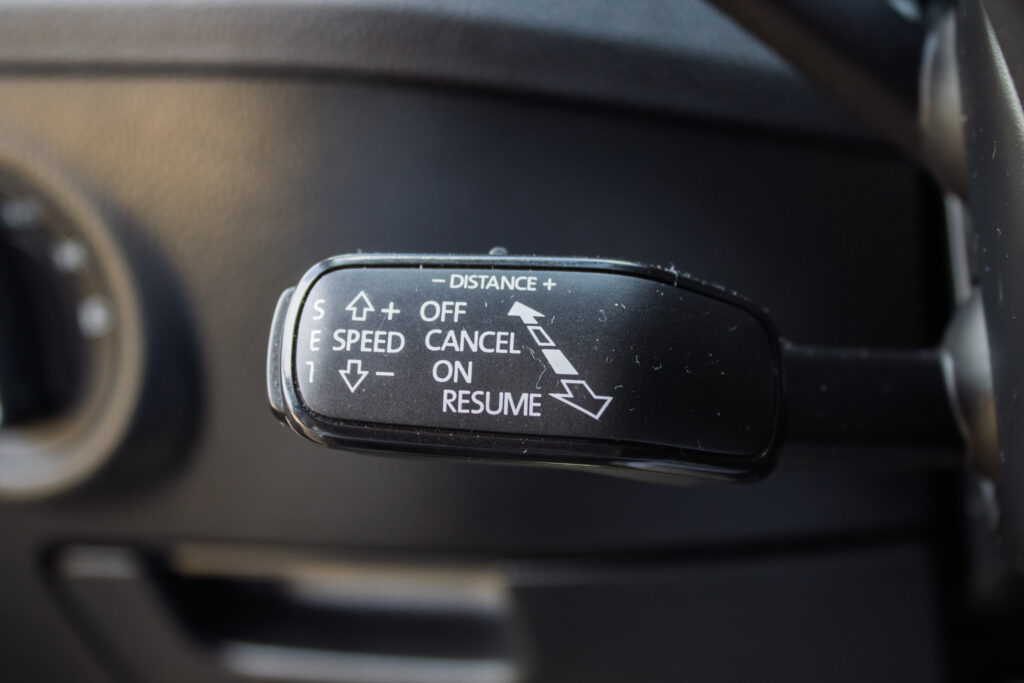 − DISTANCE +
S + OFF
E SPEED CANCEL
T − ON
RESUME